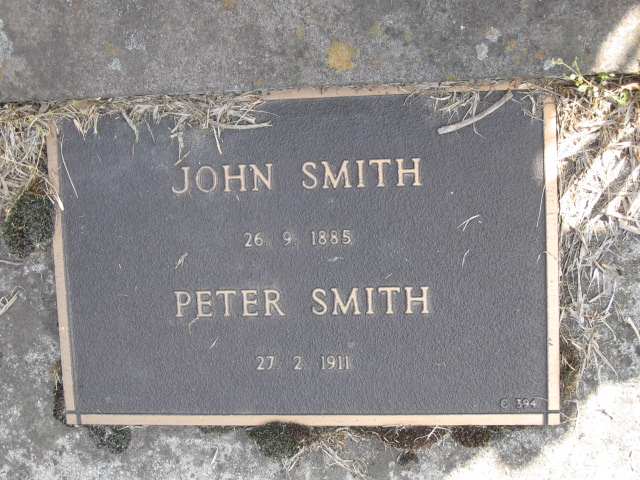 JOHN SMITH
26. 9. 1885
PETER SMITH
27. 2. 1911
C 394